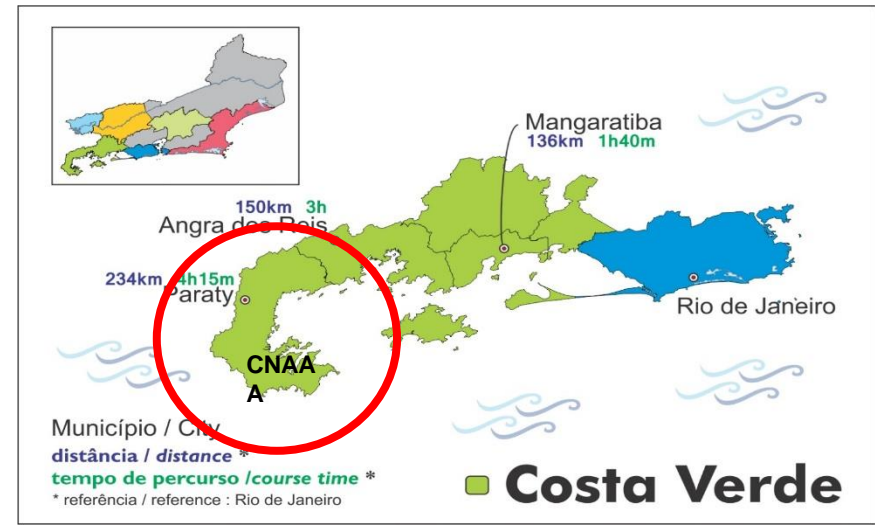 Mangaratiba
136km 1h40m
150km 3h
Angra dos Reis
234km 4h15m
Paraty
Rio de Janeiro
CNAA
A
Município / City
distância / distance *
tempo de percurso /course time *
* referência / reference : Rio de Janeiro
Costa Verde